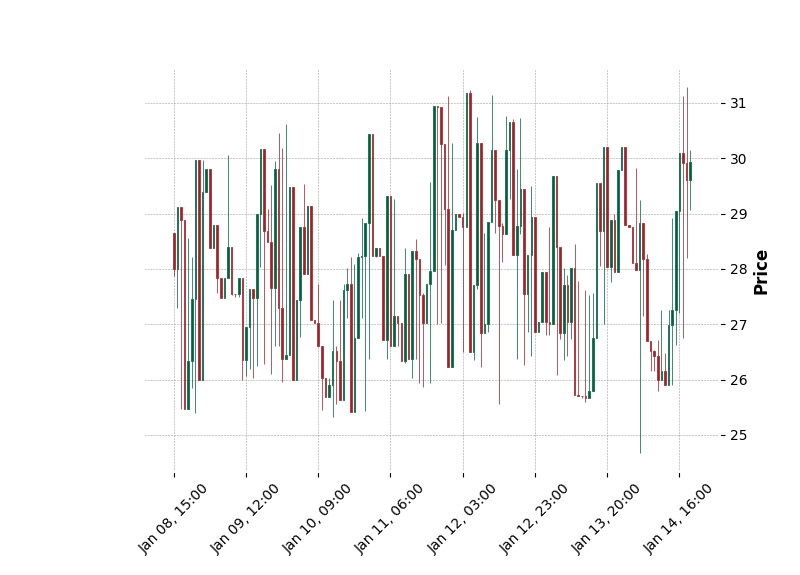 31
30
29
28
27
26
25
Price
Jan 08, 15:00
Jan 09, 12:00
Jan 10, 09:00
Jan 11, 06:00
Jan 12, 03:00
Jan 12, 23:00
Jan 13, 20:00
Jan 14, 16:00